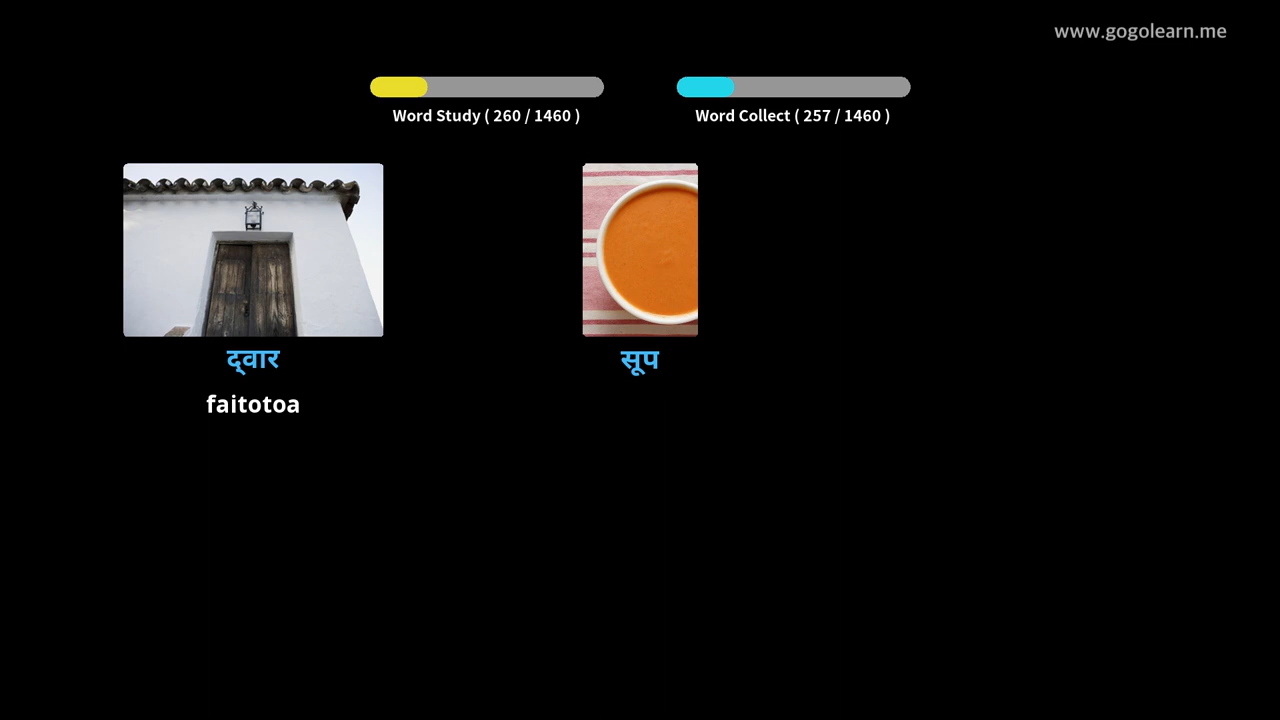 www.gogolearn.me
Word Study ( 260 / 1460 )
Word Collect ( 257 / 1460 )
द्वार
सूप
faitotoa